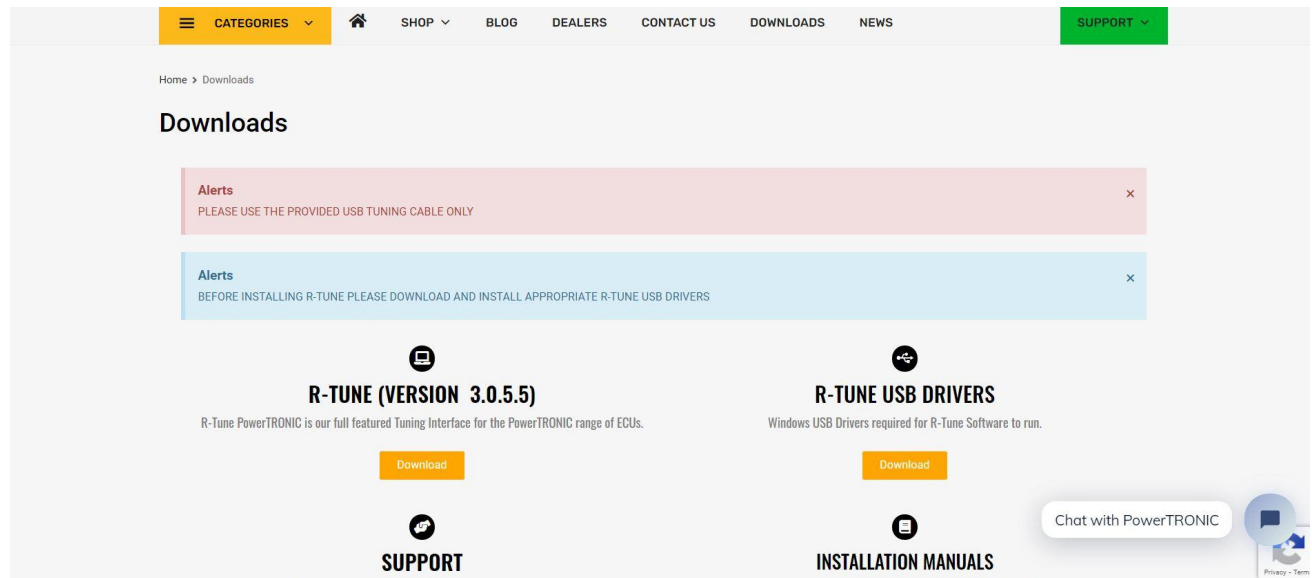 CATEGORIES SHOP BLOG DEALERS CONTACT US DOWNLOADS NEWS SUPPORT
Home > Downloads
Downloads
Alerts
PLEASE USE THE PROVIDED USB TUNING CABLE ONLY
Alerts
BEFORE INSTALLING R-TUNE PLEASE DOWNLOAD AND INSTALL APPROPRIATE R-TUNE USB DRIVERS
R-TUNE (VERSION 3.0.5.5)
R-Tune PowerTRONIC is our full featured Tuning Interface for the PowerTRONIC range of ECUs.
Download
R-TUNE USB DRIVERS
Windows USB Drivers required for R-Tune Software to run.
Download
SUPPORT
INSTALLATION MANUALS
Chat with PowerTRONIC
Privacy - Term